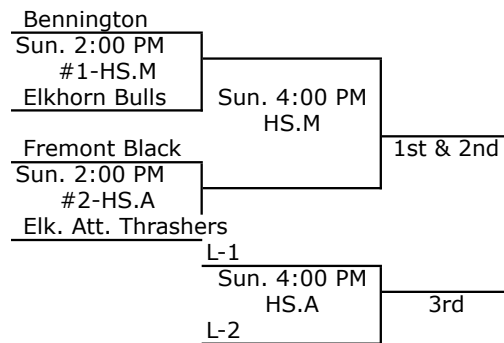 Bennington
Sun. 2:00 PM
#1-HS.M
Elkhorn Bulls
Sun. 4:00 PM
HS.M
1st & 2nd
Fremont Black
Sun. 2:00 PM
#2-HS.A
Elk. Att. Thrashers
L-1
Sun. 4:00 PM
HS.A
3rd
L-2